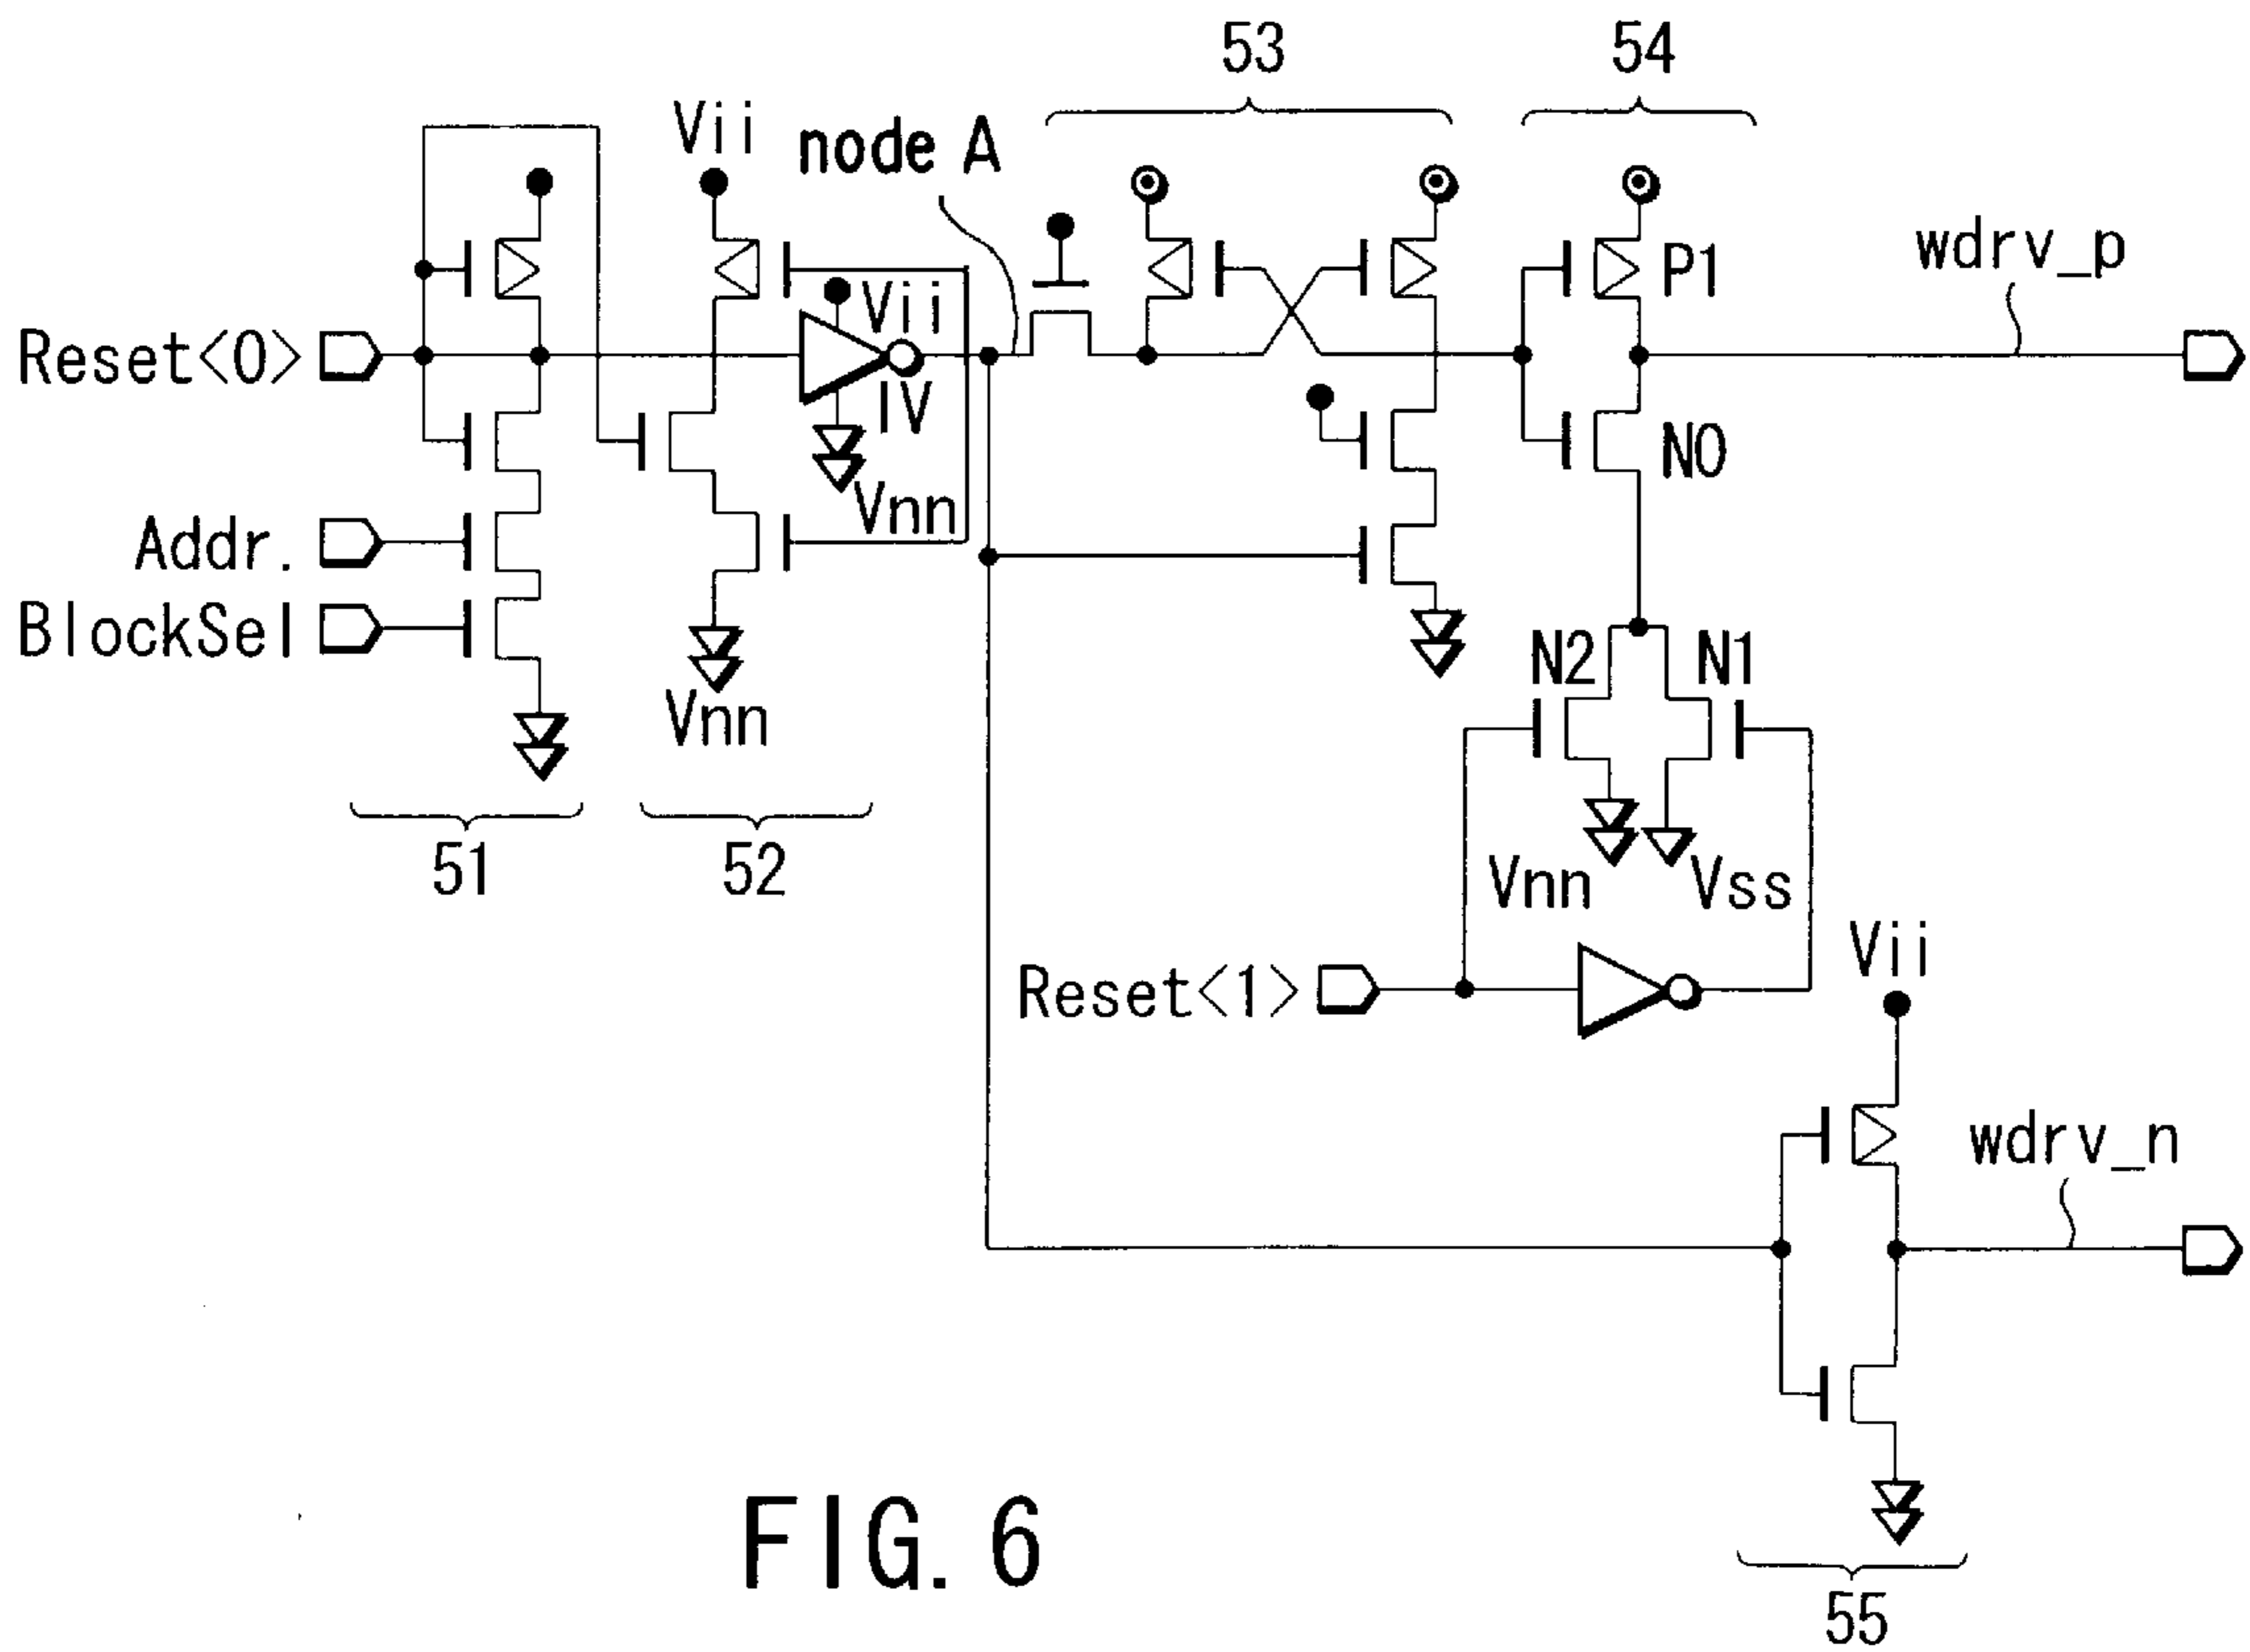 53
54
Vii
node A
wdrv_p
P1
Reset<0>
Vii
IV
N0
Vnn
Addr.
BlockSel
N2
N1
Vnn
51
52
Vnn
Vss
Vii
Reset<1>
wdrv_n
FIG. 6
55